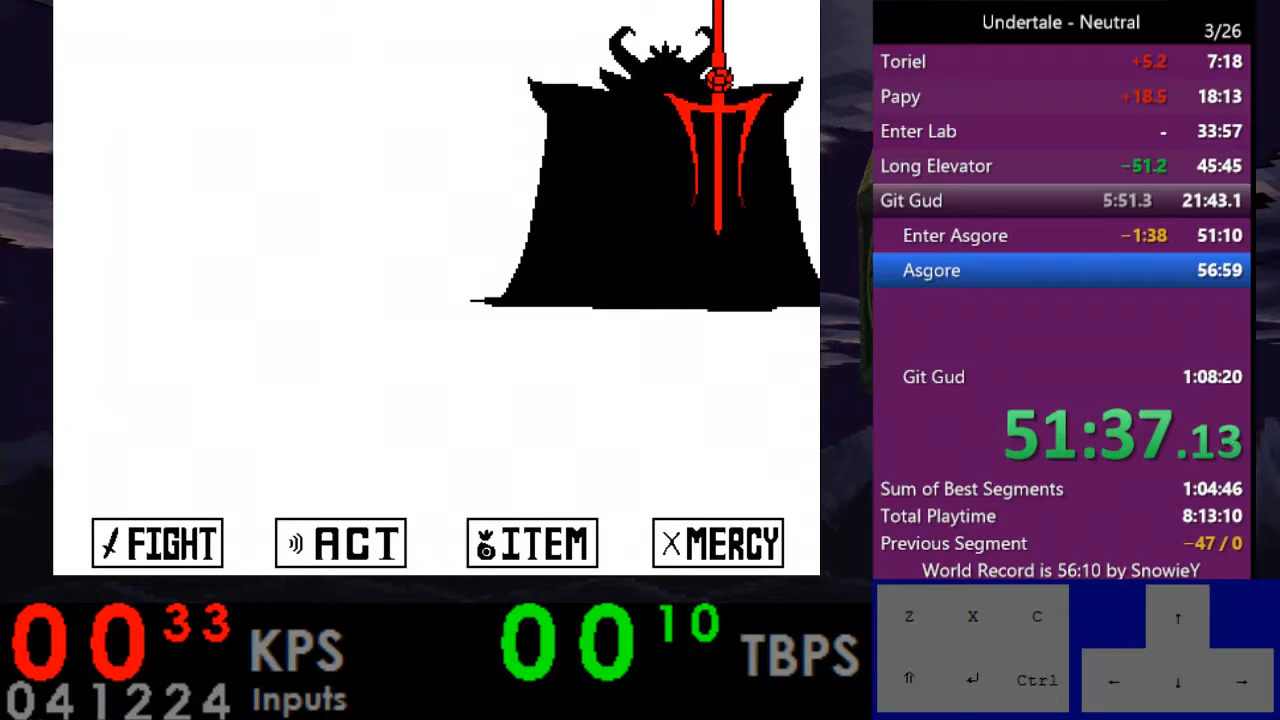 FIGHT
ACT
ITEM
MERCY
00 33 KPS
041224 Inputs
00 10 TBPS
Undertale - Neutral
3/26
Toriel +5.2 7:18
Papy +18.5 18:13
Enter Lab - 33:57
Long Elevator −51.2 45:45
Git Gud 5:51.3 21:43.1
Enter Asgore −1:38 51:10
Asgore 56:59
Git Gud 1:08:20
51:37.13
Sum of Best Segments 1:04:46
Total Playtime 8:13:10
Previous Segment −47 / 0
World Record is 56:10 by SnowieY
Z X C ↑
⇧ ↵ Ctrl ← ↓ →